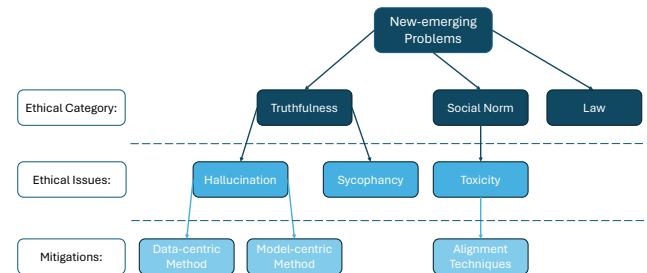 New-emerging
Problems
Ethical Category:
Truthfulness
Social Norm
Law
Ethical Issues:
Hallucination
Sycophancy
Toxicity
Mitigations:
Data-centric
Method
Model-centric
Method
Alignment
Techniques